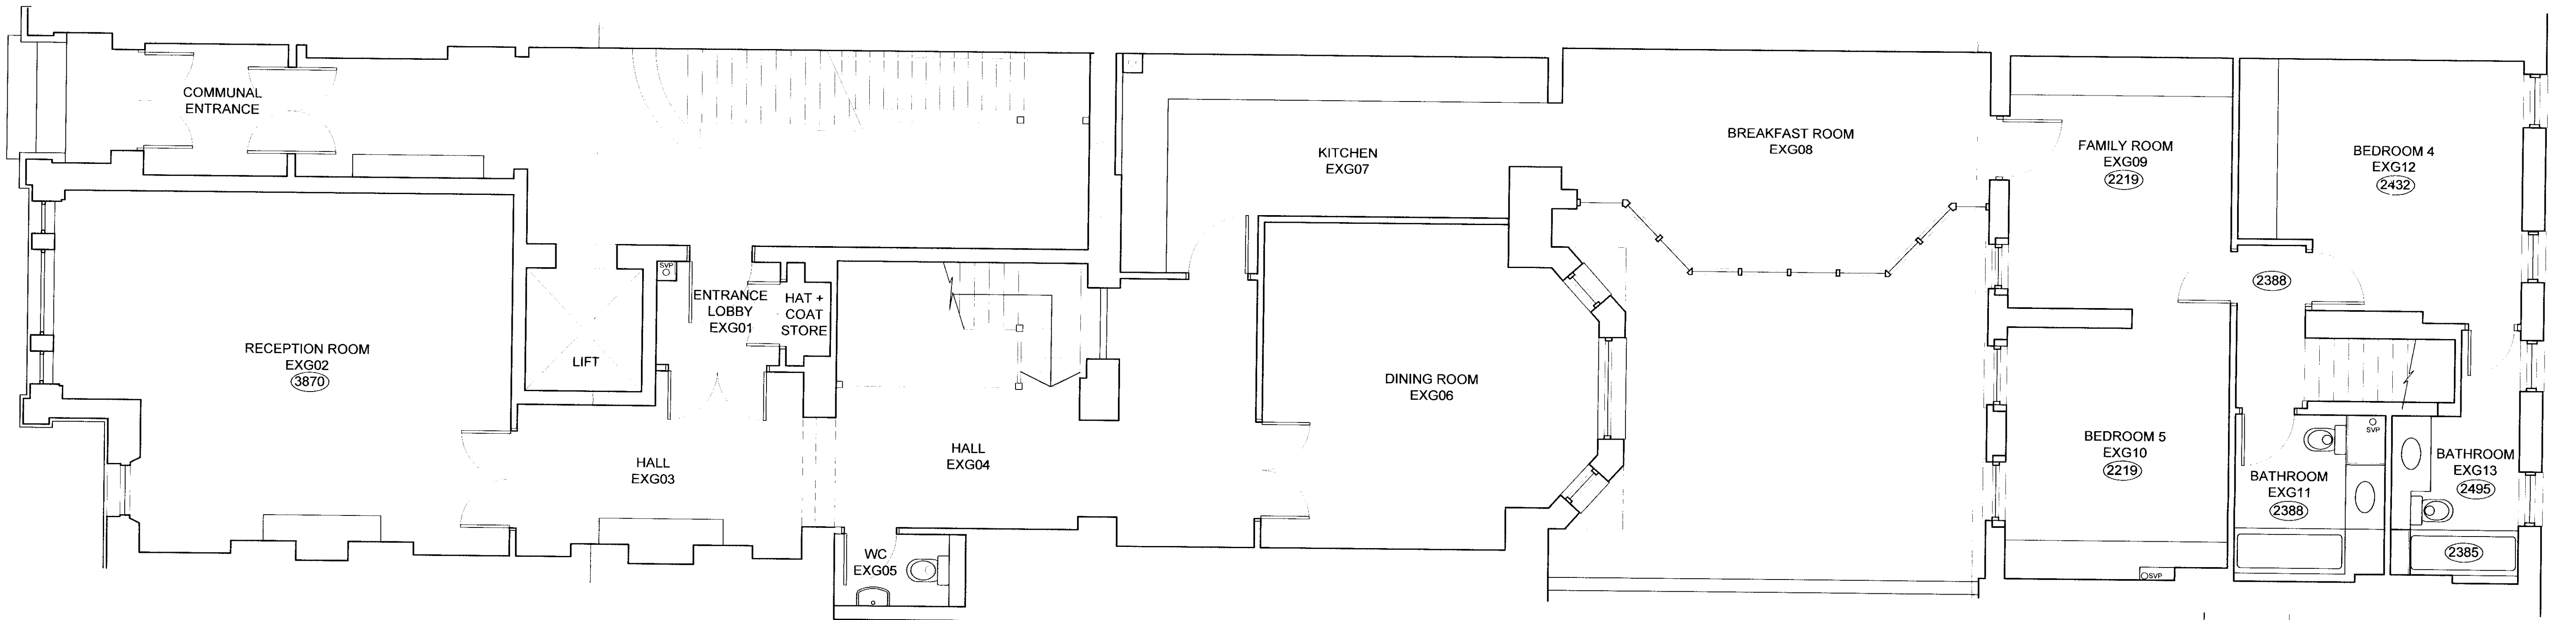 COMMUNAL
ENTRANCE
RECEPTION ROOM
EXG02
3870
LIFT
SVP
ENTRANCE
LOBBY
EXG01
HAT +
COAT
STORE
HALL
EXG03
HALL
EXG04
WC
EXG05
KITCHEN
EXG07
DINING ROOM
EXG06
BREAKFAST ROOM
EXG08
FAMILY ROOM
EXG09
2219
BEDROOM 4
EXG12
2432
2388
BEDROOM 5
EXG10
2219
SVP
BATHROOM
EXG11
2388
SVP
BATHROOM
EXG13
2495
2385